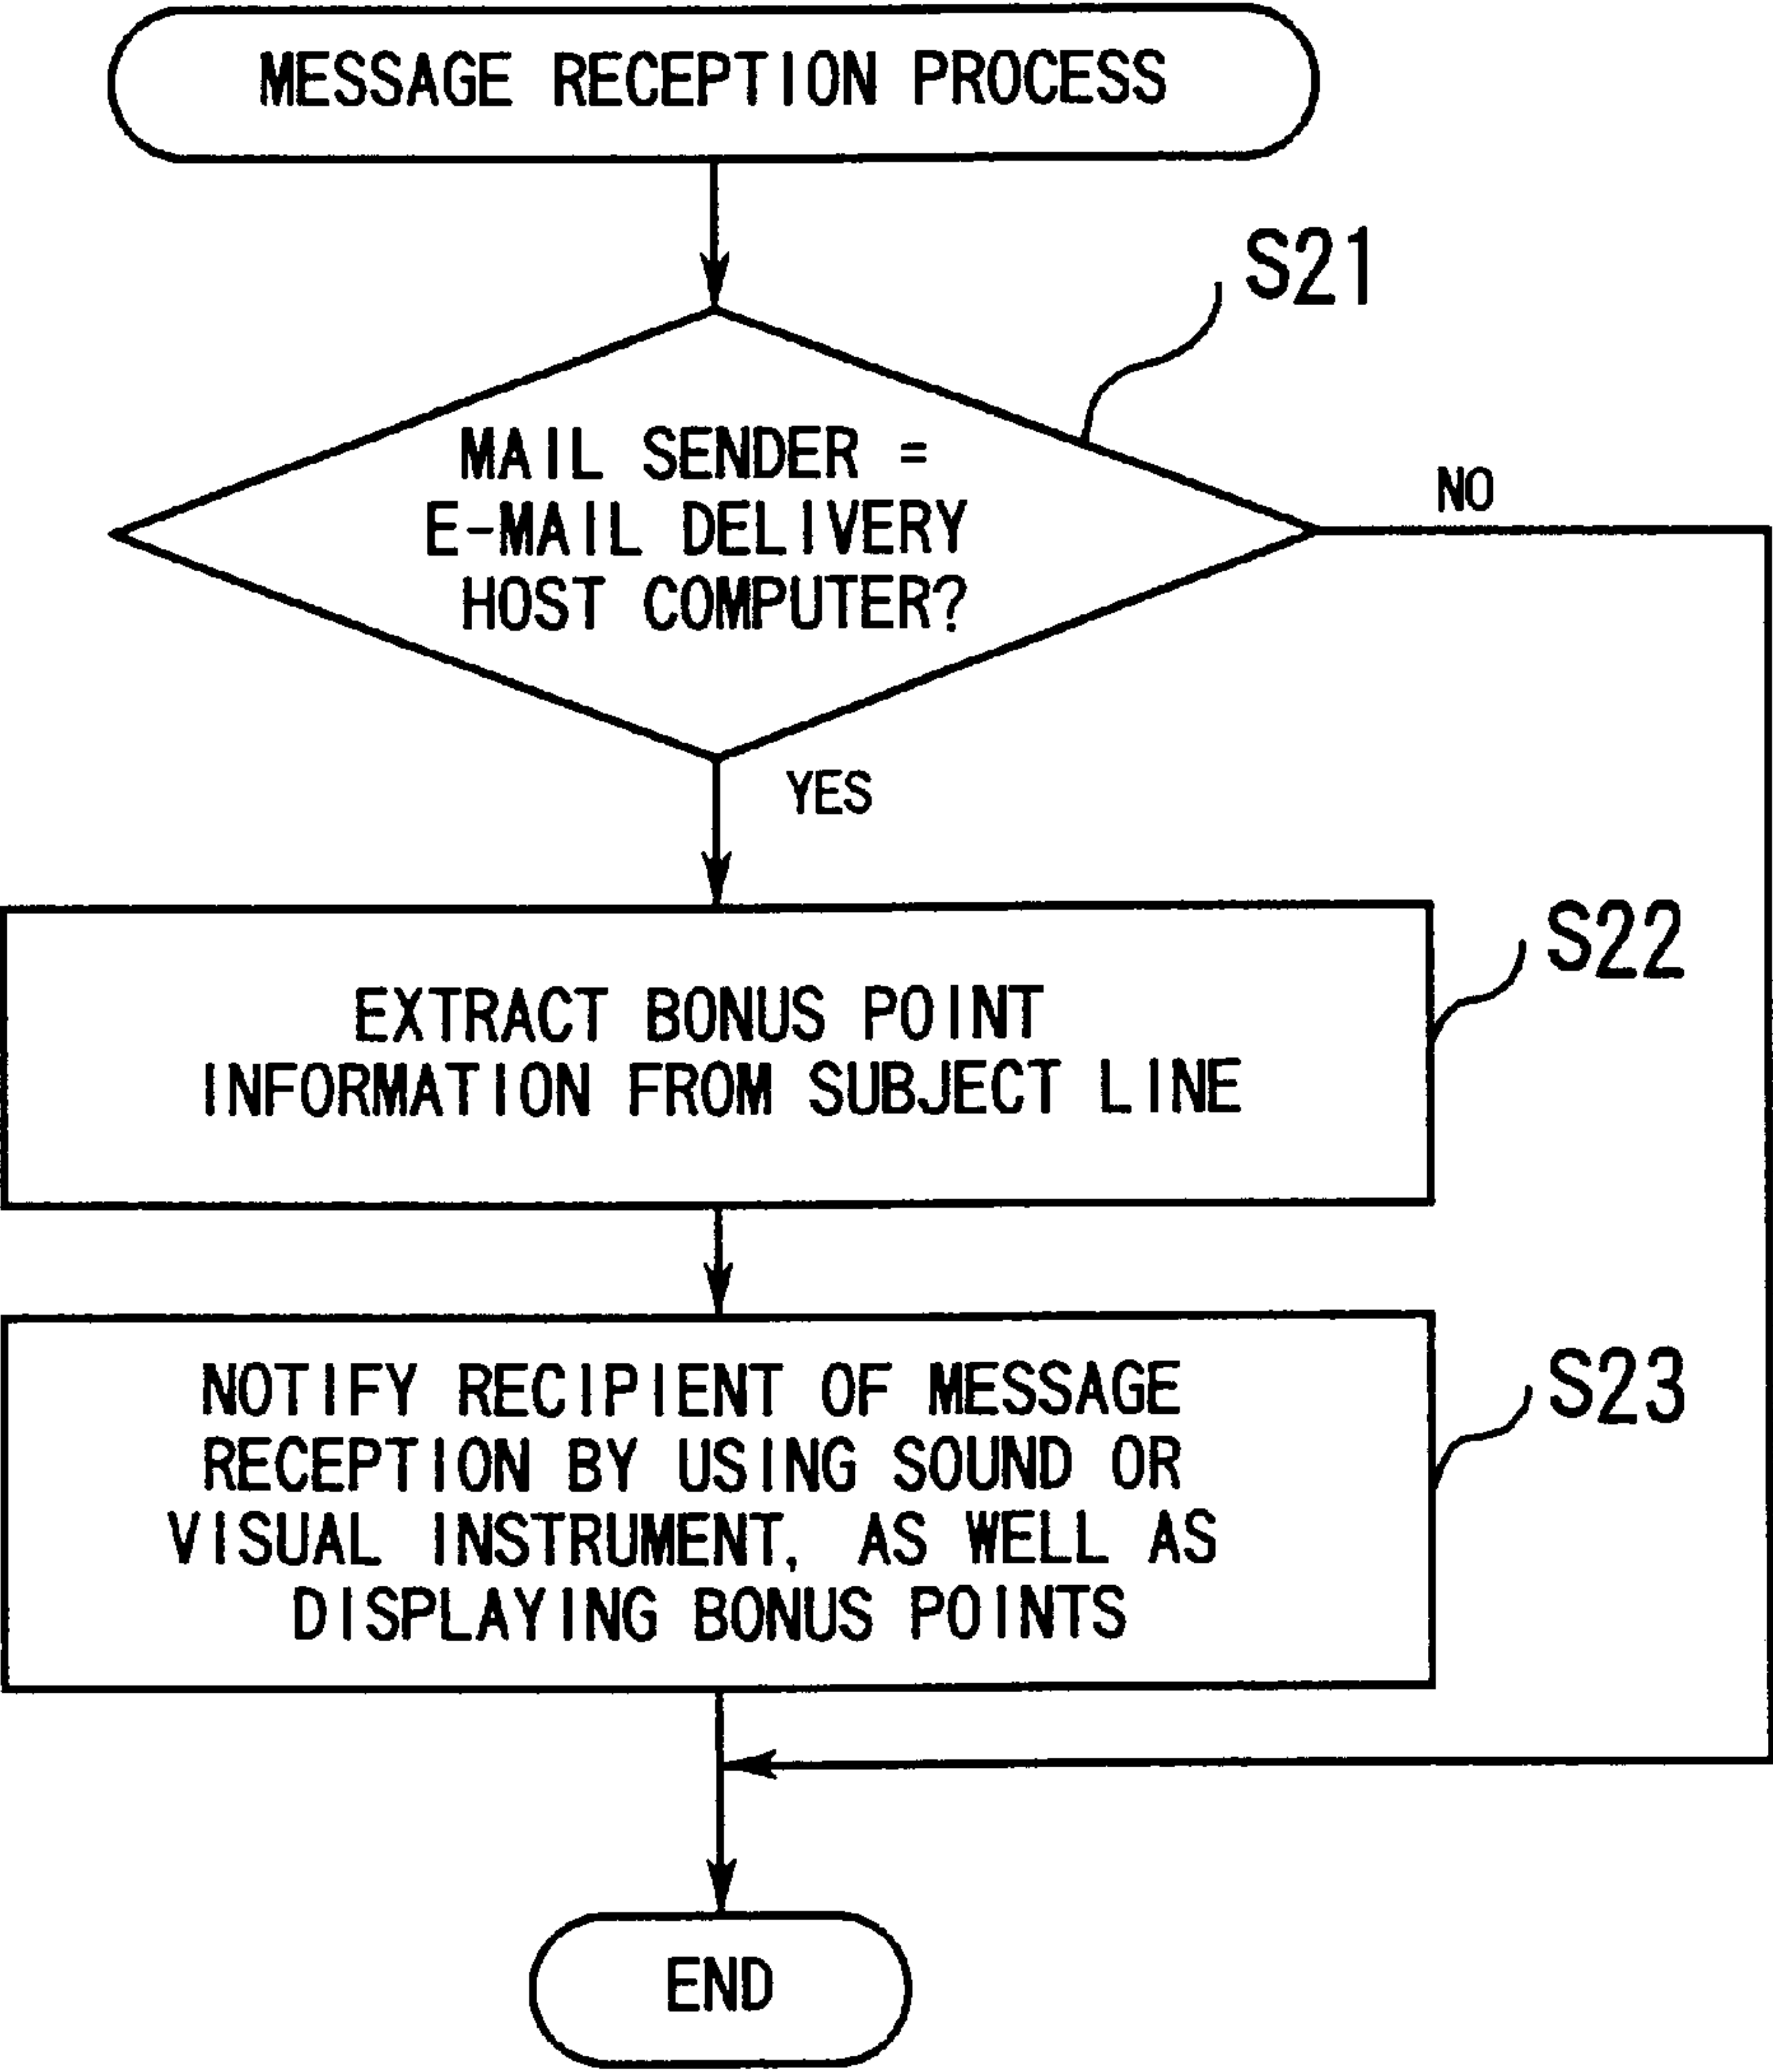 MESSAGE RECEPTION PROCESS
S21
MAIL SENDER =
E-MAIL DELIVERY
HOST COMPUTER?
NO
YES
S22
EXTRACT BONUS POINT
INFORMATION FROM SUBJECT LINE
S23
NOTIFY RECIPIENT OF MESSAGE
RECEPTION BY USING SOUND OR
VISUAL INSTRUMENT, AS WELL AS
DISPLAYING BONUS POINTS
END